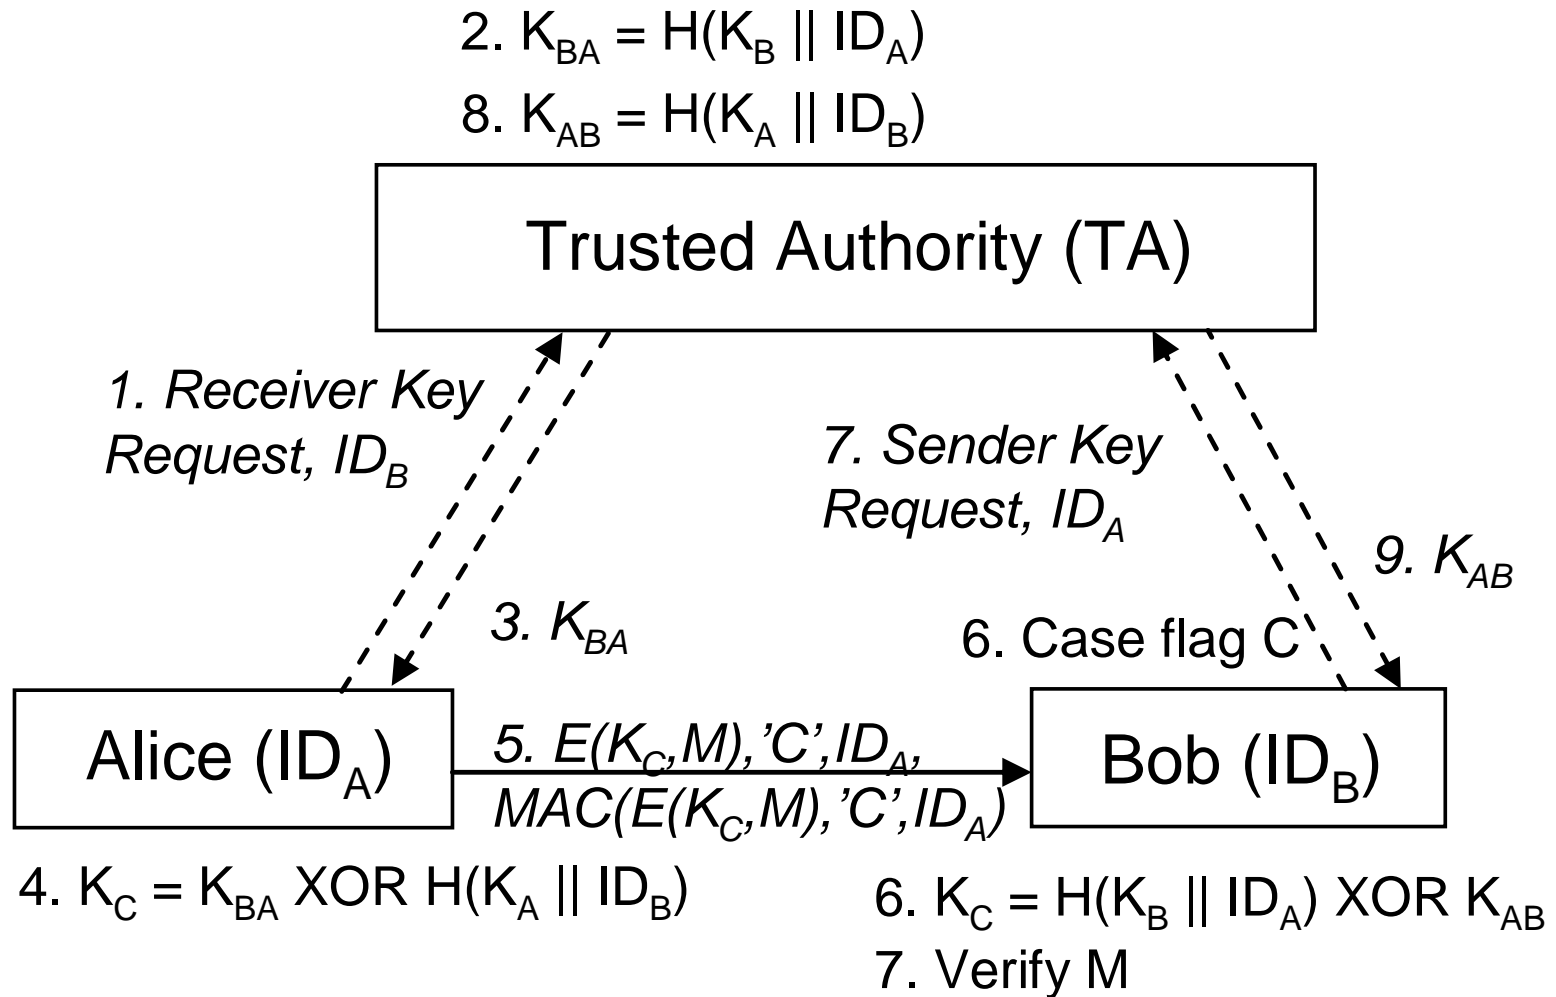 2. K_BA = H(K_B || ID_A)
8. K_AB = H(K_A || ID_B)
Trusted Authority (TA)
1. Receiver Key
Request, ID_B
7. Sender Key
Request, ID_A
9. K_AB
3. K_BA
6. Case flag C
Alice (ID_A)
5. E(K_C,M),'C',ID_A,
MAC(E(K_C,M),'C',ID_A)
Bob (ID_B)
4. K_C = K_BA XOR H(K_A || ID_B)
6. K_C = H(K_B || ID_A) XOR K_AB
7. Verify M